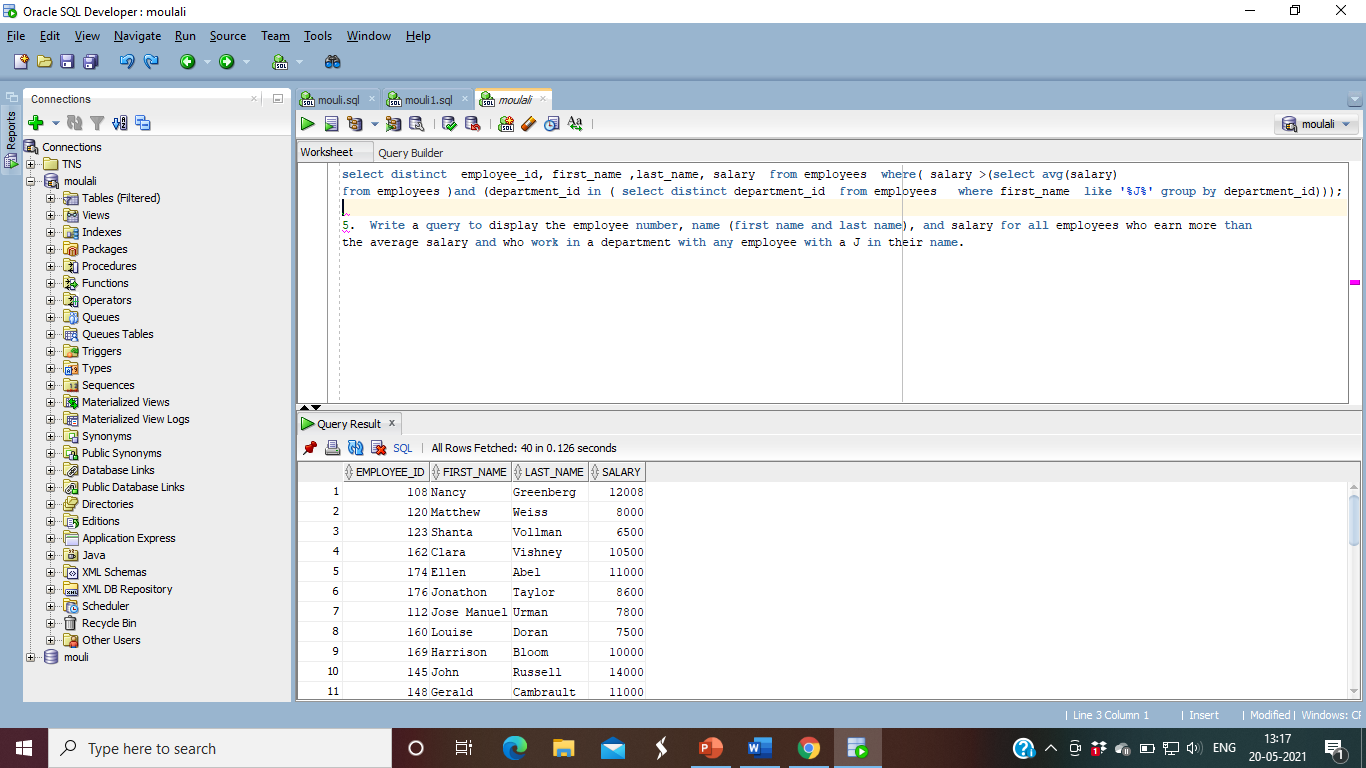 Oracle SQL Developer : moulali
File Edit View Navigate Run Source Team Tools Window Help
Connections
Reports
Connections
TNS
moulali
Tables (Filtered)
Views
Indexes
Packages
Procedures
Functions
Operators
Queues
Queues Tables
Triggers
Types
Sequences
Materialized Views
Materialized View Logs
Synonyms
Public Synonyms
Database Links
Public Database Links
Directories
Editions
Application Express
Java
XML Schemas
XML DB Repository
Scheduler
Recycle Bin
Other Users
mouli
mouli.sql mouli1.sql moulali
moulali
Worksheet Query Builder
select distinct employee_id, first_name ,last_name, salary from employees where( salary >(select avg(salary)
from employees )and (department_id in ( select distinct department_id from employees where first_name like '%J%' group by department_id)));
5. Write a query to display the employee number, name (first name and last name), and salary for all employees who earn more than
the average salary and who work in a department with any employee with a J in their name.
Query Result
SQL | All Rows Fetched: 40 in 0.126 seconds
EMPLOYEE_ID FIRST_NAME LAST_NAME SALARY
1 108 Nancy Greenberg 12008
2 120 Matthew Weiss 8000
3 123 Shanta Vollman 6500
4 162 Clara Vishney 10500
5 174 Ellen Abel 11000
6 176 Jonathon Taylor 8600
7 112 Jose Manuel Urman 7800
8 160 Louise Doran 7500
9 169 Harrison Bloom 10000
10 145 John Russell 14000
11 148 Gerald Cambrault 11000
| Line 3 Column 1 | Insert | Modified | Windows: CF
Type here to search
ENG
13:17
20-05-2021
1